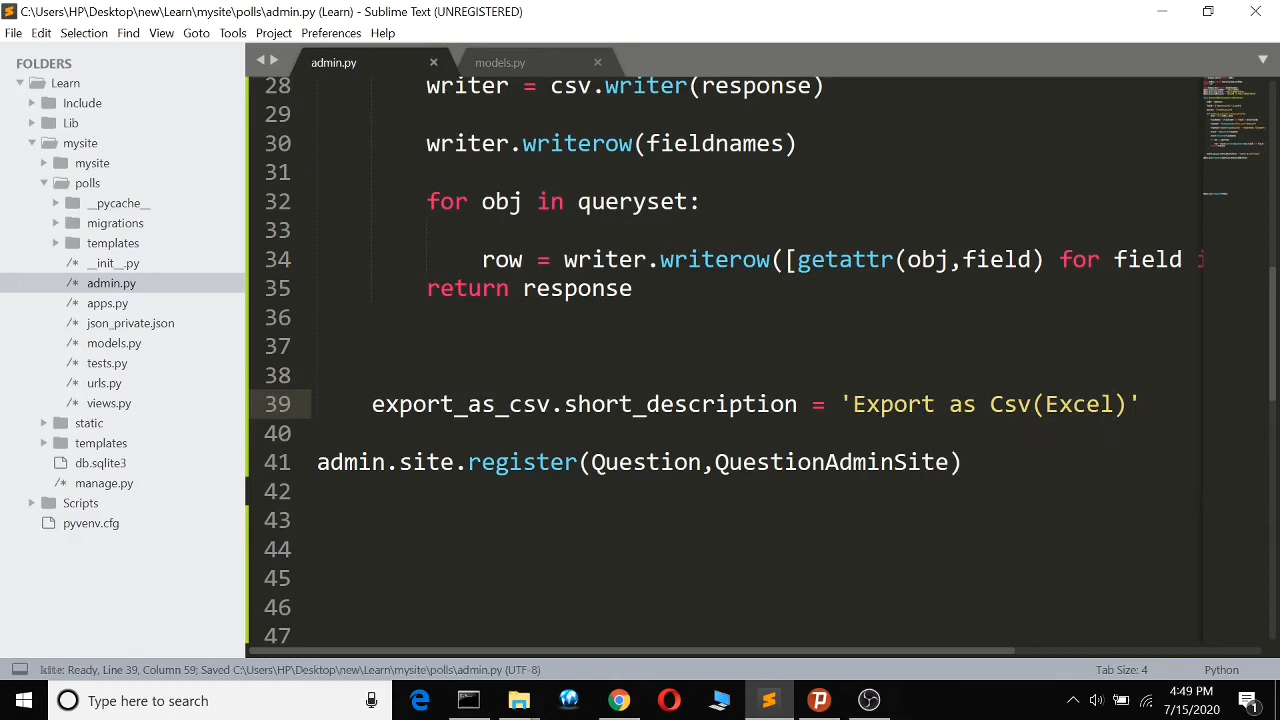 C:\Users\HP\Desktop\new\Learn\mysite\polls\admin.py (Learn) - Sublime Text (UNREGISTERED)
File Edit Selection Find View Goto Tools Project Preferences Help
FOLDERS
Learn
Include
Lib
mysite
mysite
polls
__pycache__
migrations
templates
/* __init__.py
/* admin.py
/* apps.py
/* json_private.json
/* models.py
/* tests.py
/* urls.py
/* views.py
static
templates
/* db.sqlite3
/* manage.py
Scripts
/* pyvenv.cfg
admin.py models.py
28 writer = csv.writer(response)
29
30 writer.writerow(fieldnames)
31
32 for obj in queryset:
33
34 row = writer.writerow([getattr(obj,field) for field i
35 return response
36
37
38
39 export_as_csv.short_description = 'Export as Csv(Excel)'
40
41 admin.site.register(Question,QuestionAdminSite)
42
43
44
45
46
47
Ready, Line 39, Column 59; Saved C:\Users\HP\Desktop\new\Learn\mysite\polls\admin.py (UTF-8) Tab Size: 4 Python
Type here to search
4:49 PM
7/15/2020
1